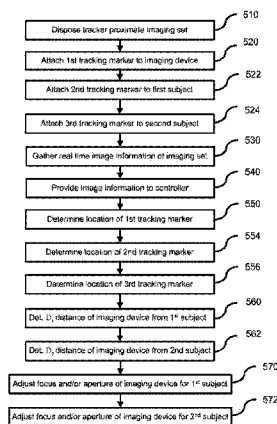 510
Dispose tracker proximate imaging set
520
Attach 1st tracking marker to imaging device
522
Attach 2nd tracking marker to first subject
524
Attach 3rd tracking marker to second subject
530
Gather real time image information of imaging set
540
Provide image information to controller
550
Determine location of 1st tracking marker
554
Determine location of 2nd tracking marker
556
Determine location of 3rd tracking marker
560
Det. D, distance of imaging device from 1st subject
562
Det. D, distance of imaging device from 2nd subject
570
Adjust focus and/or aperture of imaging device for 1st subject
572
Adjust focus and/or aperture of imaging device for 2nd subject